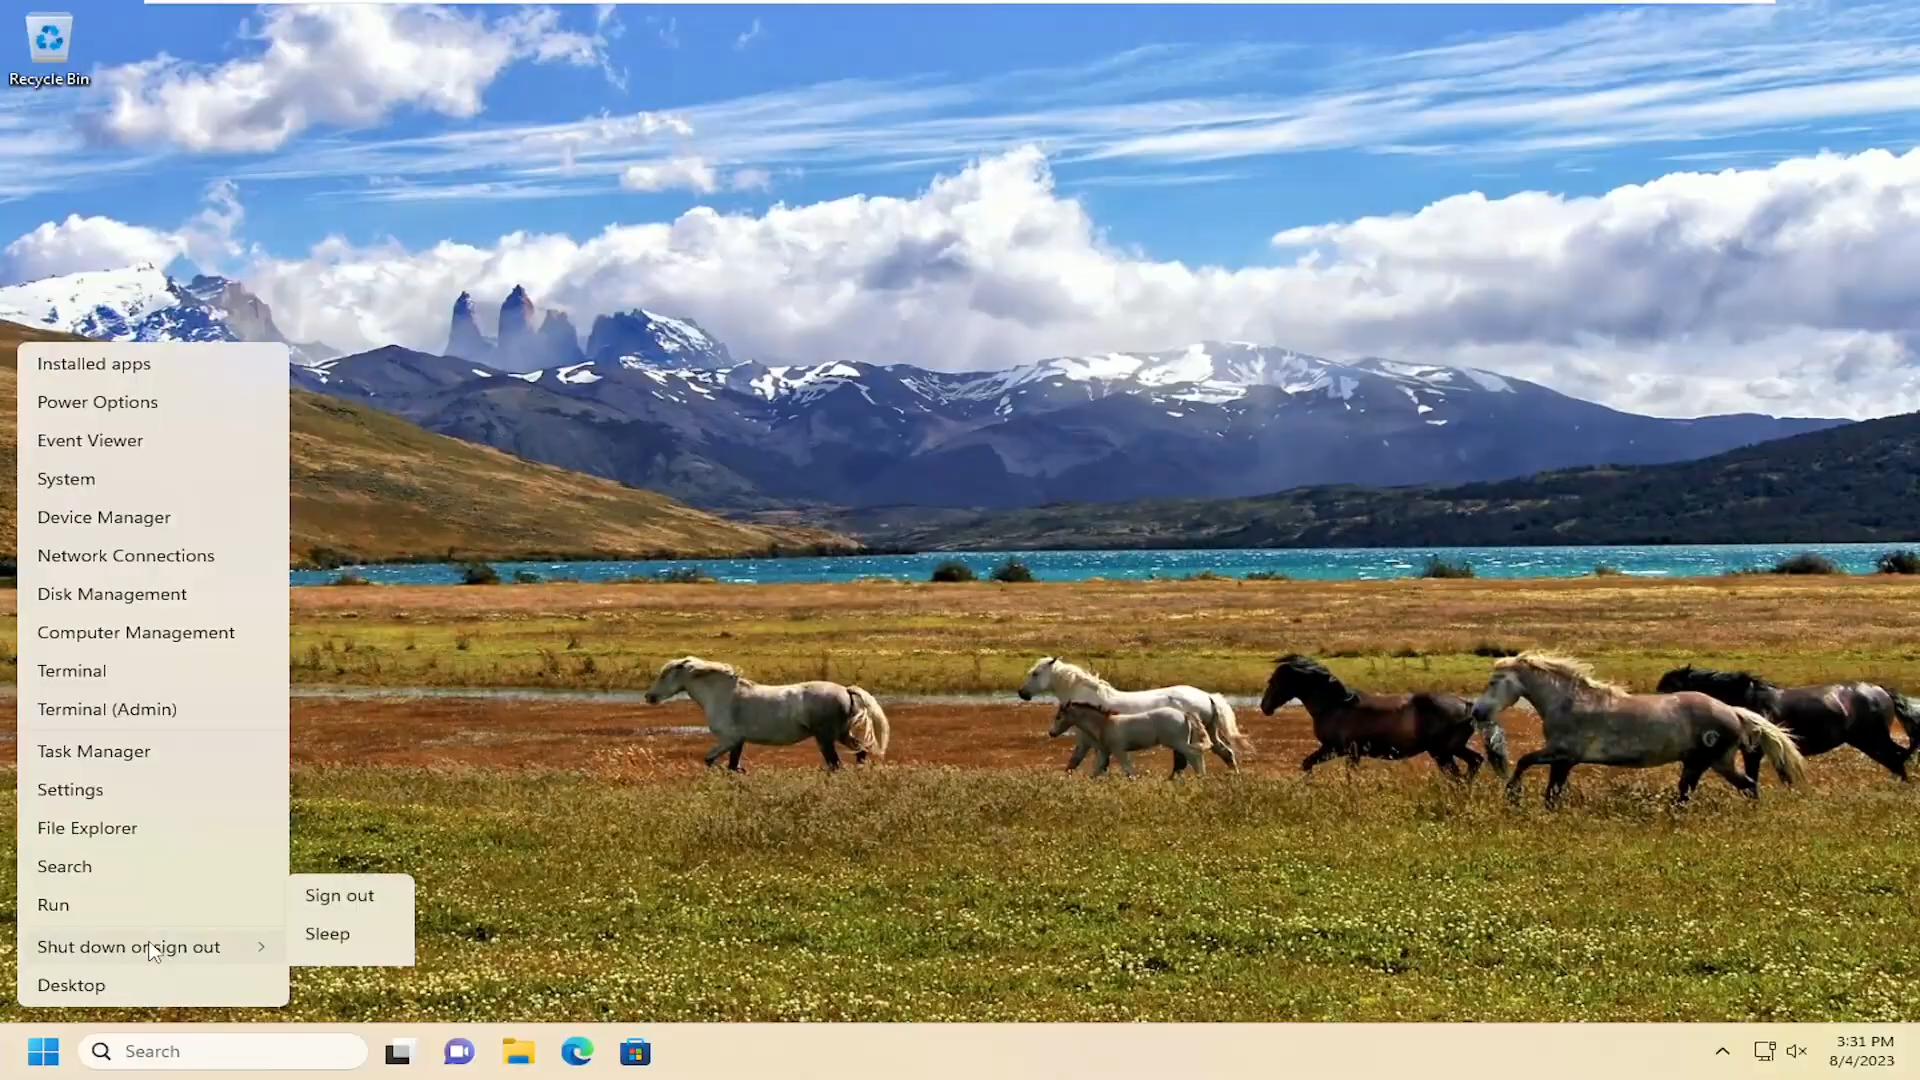 Recycle Bin
Installed apps
Power Options
Event Viewer
System
Device Manager
Network Connections
Disk Management
Computer Management
Terminal
Terminal (Admin)
Task Manager
Settings
File Explorer
Search
Run
Shut down or sign out
Desktop
Sign out
Sleep
Search
3:31 PM
8/4/2023